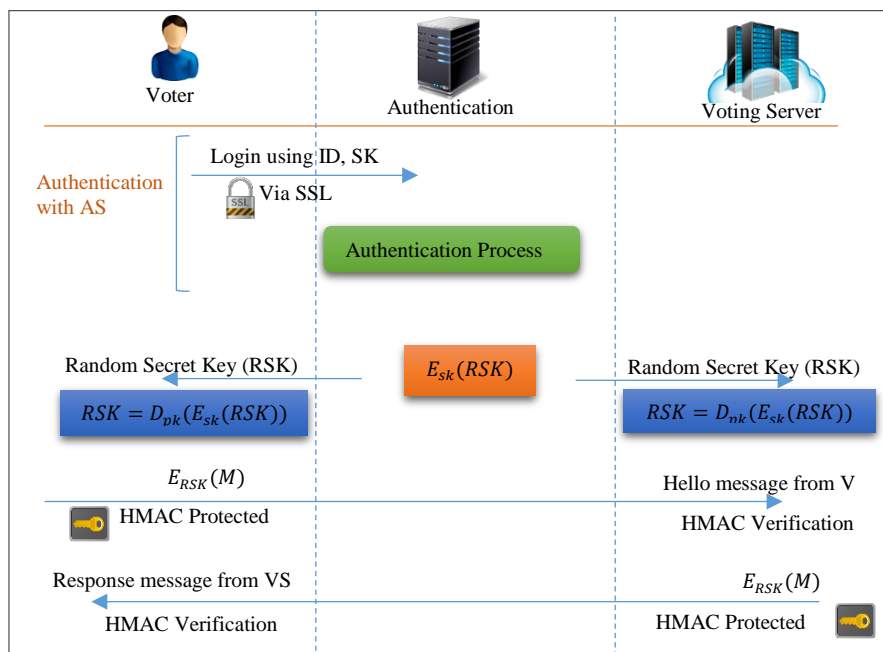 Voter
Authentication
Voting Server
Login using ID, SK
Authentication
with AS
SSL
Via SSL
Authentication Process
Random Secret Key (RSK)
E_sk(RSK)
Random Secret Key (RSK)
RSK = D_pk(E_sk(RSK))
RSK = D_pk(E_sk(RSK))
E_RSK(M)
Hello message from V
HMAC Protected
HMAC Verification
Response message from VS
E_RSK(M)
HMAC Verification
HMAC Protected